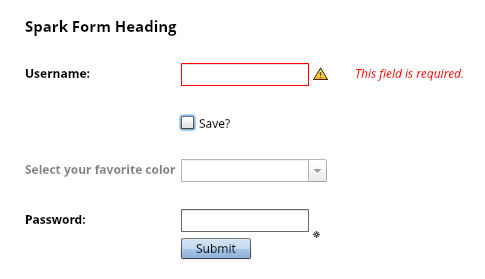 Spark Form Heading
Username: This field is required.
Save?
Select your favorite color
Password:
Submit